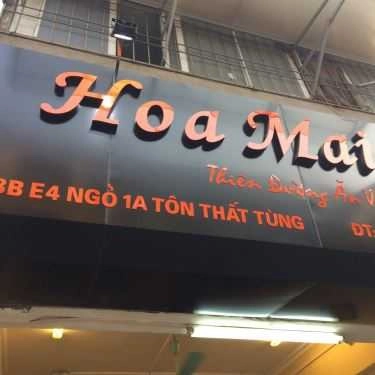 Hoa Mai
Thiên Đường Ăn V
3B E4 NGÕ 1A TÔN THẤT TÙNG ĐT-